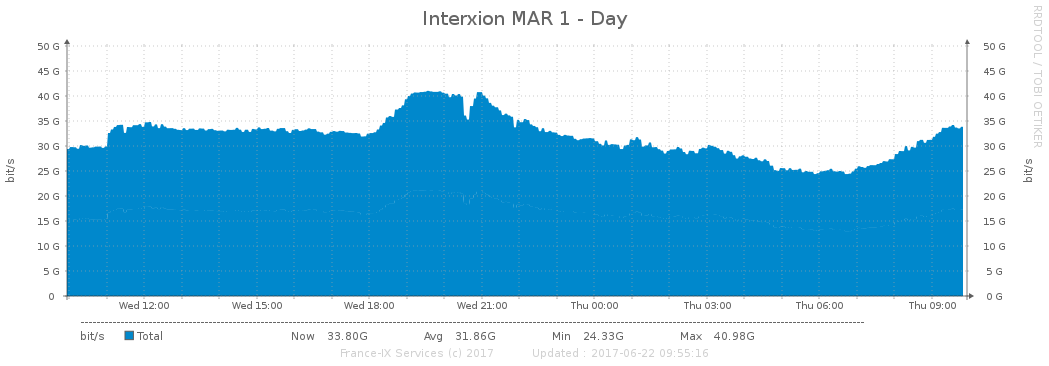 Interxion MAR 1 - Day
RRDTOOL / TOBI OETIKER
bit/s
50 G 50 G
45 G 45 G
40 G 40 G
35 G 35 G
30 G 30 G
25 G 25 G
20 G 20 G
15 G 15 G
10 G 10 G
5 G 5 G
0 0 G
bit/s
Wed 12:00 Wed 15:00 Wed 18:00 Wed 21:00 Thu 00:00 Thu 03:00 Thu 06:00 Thu 09:00
bit/s Total Now 33.80G Avg 31.86G Min 24.33G Max 40.98G
France-IX Services (c) 2017 Updated : 2017-06-22 09:55:16